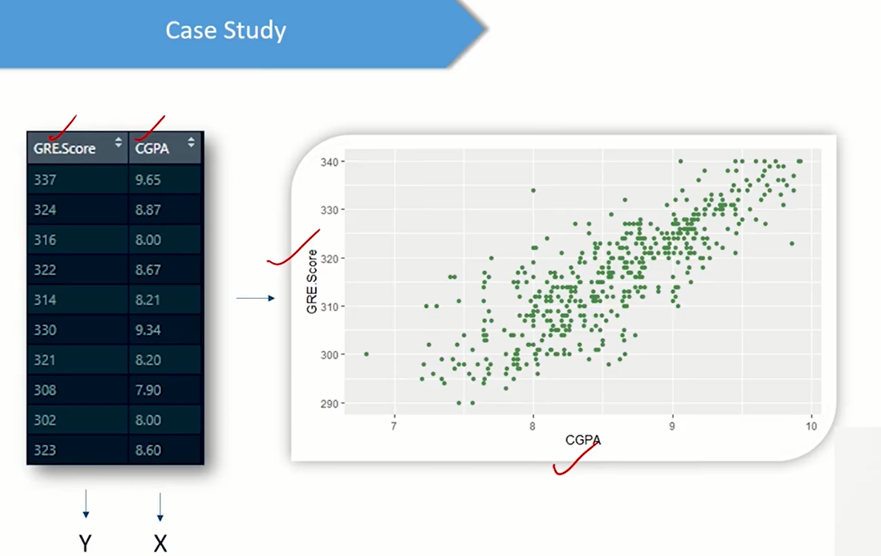 Case Study
GRE.Score CGPA
337 9.65
324 8.87
316 8.00
322 8.67
314 8.21
330 9.34
321 8.20
308 7.90
302 8.00
323 8.60
Y X
GRE.Score
340
330
320
310
300
290
7 8 9 10
CGPA